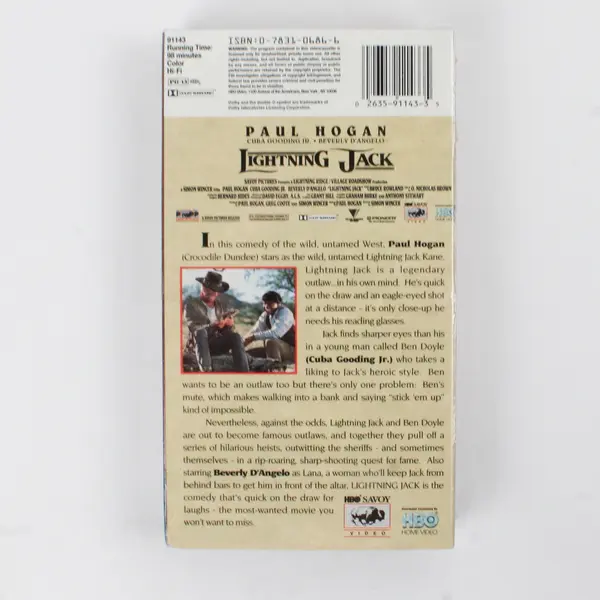 91143
Running Time:
98 minutes
Color
Hi-Fi
ISBN:0-7831-0686-6
0 26359 1143-3 5
PAUL HOGAN
CUBA GOODING JR. • BEVERLY D'ANGELO
LIGHTNING JACK
In this comedy of the wild, untamed West, Paul Hogan
(Crocodile Dundee) stars as the wild, untamed Lightning Jack Kane.
Lightning Jack is a legendary
outlaw...in his own mind. He's quick
on the draw and an eagle-eyed shot
at a distance - it's only close-up he
needs his reading glasses.
Jack finds sharper eyes than his
in a young man called Ben Doyle
(Cuba Gooding Jr.) who takes a
liking to Jack's heroic style. Ben
wants to be an outlaw too but there's only one problem: Ben's
mute, which makes walking into a bank and saying "stick 'em up"
kind of impossible.
Nevertheless, against the odds, Lightning Jack and Ben Doyle
are out to become famous outlaws, and together they pull off a
series of hilarious heists, outwitting the sheriffs - and sometimes
themselves - in a rip-roaring, sharp-shooting quest for fame. Also
starring Beverly D'Angelo as Lana, a woman who'll keep Jack from
behind bars to get him in front of the altar, LIGHTNING JACK is the
comedy that's quick on the draw for
laughs - the most-wanted movie you
won't want to miss.
HBO SAVOY
VIDEO
HBO
HOME VIDEO